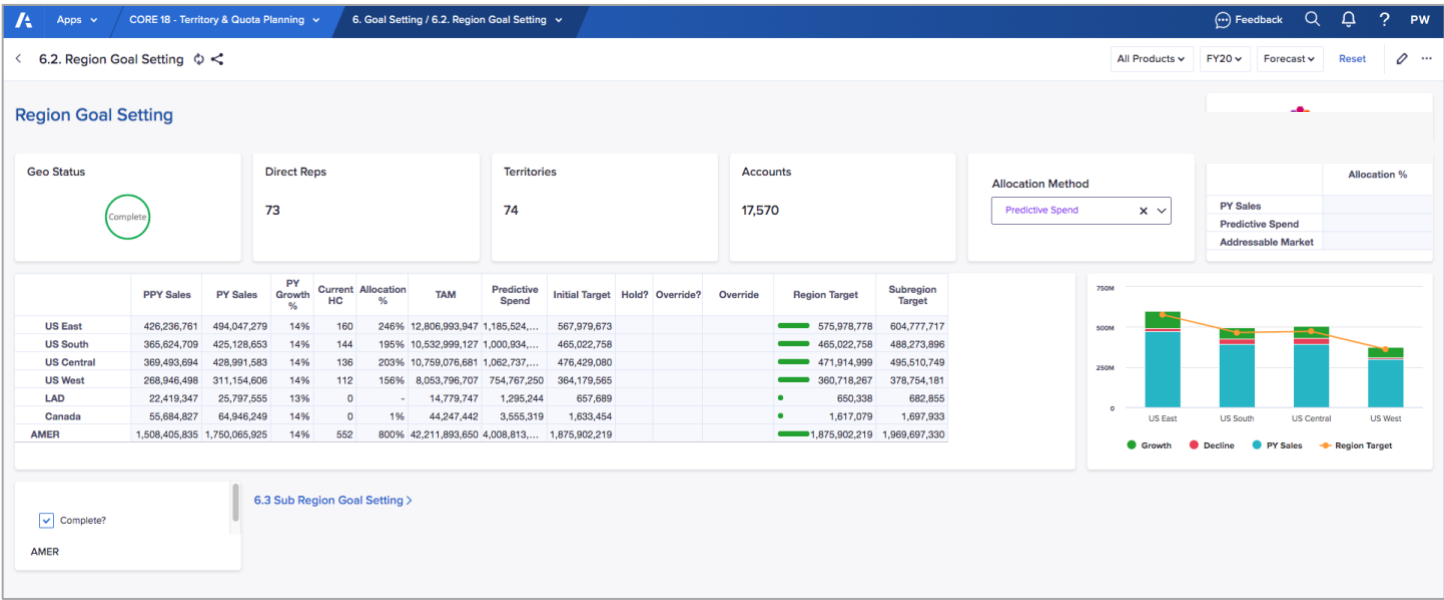 Apps CORE 18 - Territory & Quota Planning 6. Goal Setting / 6.2. Region Goal Setting Feedback ? PW
6.2. Region Goal Setting All Products FY20 Forecast Reset
Region Goal Setting
Geo Status Direct Reps Territories Accounts
Complete 73 74 17,570
Allocation Method
Predictive Spend
Allocation %
PY Sales
Predictive Spend
Addressable Market
PPY Sales PY Sales PY Growth % Current HC Allocation % TAM Predictive Spend Initial Target Hold? Override? Override Region Target Subregion Target
US East 426,236,761 494,047,279 14% 160 246% 12,806,993,947 1,185,524,... 567,979,673 575,978,778 604,777,717
US South 365,624,709 425,128,653 14% 144 195% 10,532,999,127 1,000,934,... 465,022,758 465,022,758 488,273,896
US Central 369,493,694 428,991,583 14% 136 203% 10,759,076,681 1,062,737,... 476,429,080 471,914,999 495,510,749
US West 268,946,498 311,154,606 14% 112 156% 8,053,796,707 754,767,250 364,179,565 360,718,267 378,754,181
LAD 22,419,347 25,797,555 13% 0 - 14,779,747 1,295,244 657,689 650,338 682,855
Canada 55,684,827 64,946,249 14% 0 1% 44,247,442 3,555,319 1,633,454 1,617,079 1,697,933
AMER 1,508,405,835 1,750,065,925 14% 552 800% 42,211,893,650 4,008,813,... 1,875,902,219 1,875,902,219 1,969,697,330
750M
500M
250M
0
US East US South US Central US West
Growth Decline PY Sales Region Target
Complete?
AMER
6.3 Sub Region Goal Setting >